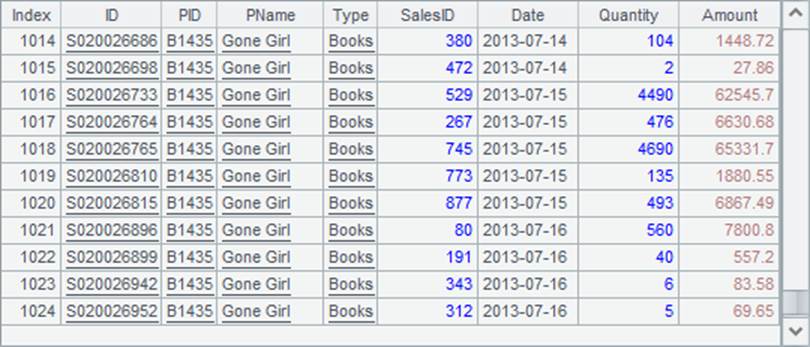 Index ID PID PName Type SalesID Date Quantity Amount
1014 S020026686 B1435 Gone Girl Books 380 2013-07-14 104 1448.72
1015 S020026698 B1435 Gone Girl Books 472 2013-07-14 2 27.86
1016 S020026733 B1435 Gone Girl Books 529 2013-07-15 4490 62545.7
1017 S020026764 B1435 Gone Girl Books 267 2013-07-15 476 6630.68
1018 S020026765 B1435 Gone Girl Books 745 2013-07-15 4690 65331.7
1019 S020026810 B1435 Gone Girl Books 773 2013-07-15 135 1880.55
1020 S020026815 B1435 Gone Girl Books 877 2013-07-15 493 6867.49
1021 S020026896 B1435 Gone Girl Books 80 2013-07-16 560 7800.8
1022 S020026899 B1435 Gone Girl Books 191 2013-07-16 40 557.2
1023 S020026942 B1435 Gone Girl Books 343 2013-07-16 6 83.58
1024 S020026952 B1435 Gone Girl Books 312 2013-07-16 5 69.65